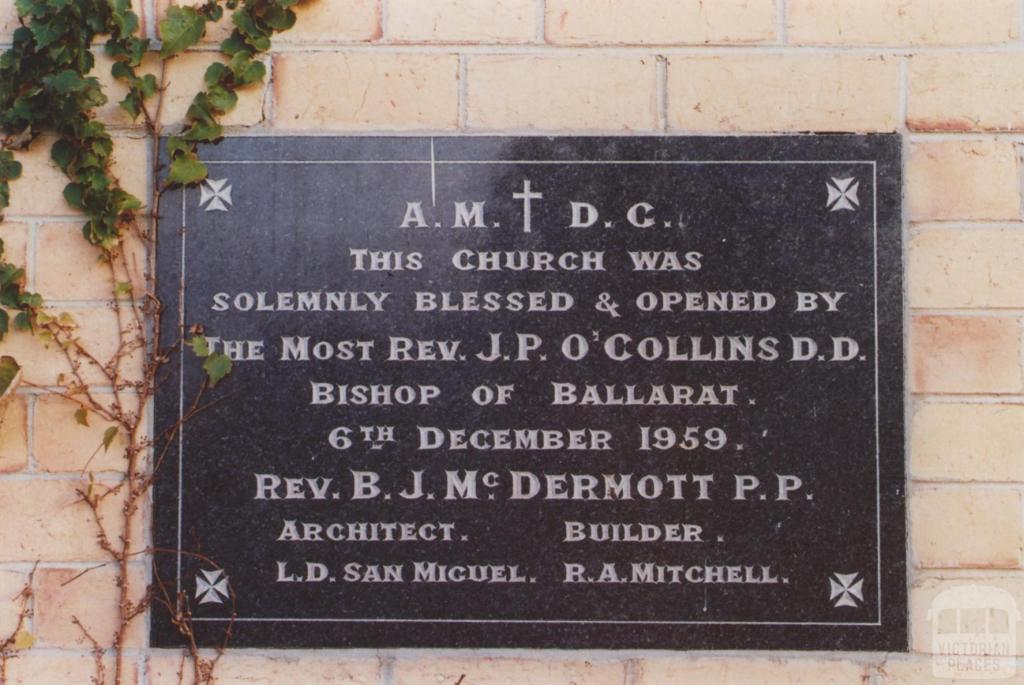 A. M. ✝ D. G.
THIS CHURCH WAS
SOLEMNLY BLESSED & OPENED BY
THE MOST REV. J.P. O'COLLINS D.D.
BISHOP OF BALLARAT.
6TH DECEMBER 1959.
REV. B. J. MC DERMOTT P.P.
ARCHITECT. BUILDER.
L.D. SAN MIGUEL. R.A. MITCHELL.
VICTORIAN
PLACES